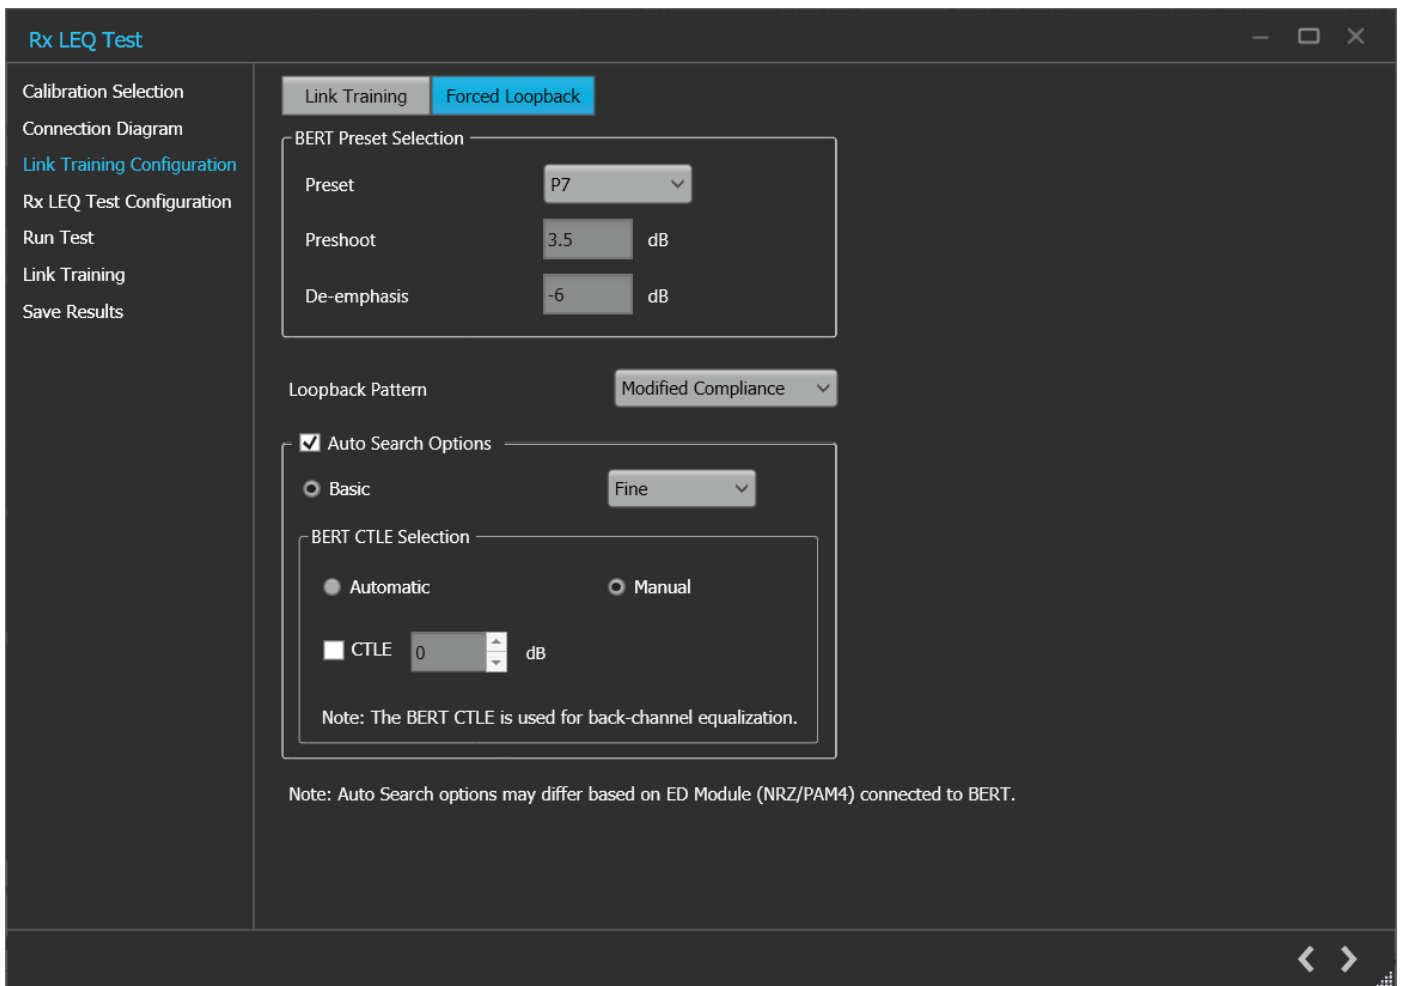 Rx LEQ Test
Calibration Selection
Connection Diagram
Link Training Configuration
Rx LEQ Test Configuration
Run Test
Link Training
Save Results
Link Training
Forced Loopback
BERT Preset Selection
Preset
P7
Preshoot
3.5
dB
De-emphasis
-6
dB
Loopback Pattern
Modified Compliance
Auto Search Options
Basic
Fine
BERT CTLE Selection
Automatic
Manual
CTLE
0
dB
Note: The BERT CTLE is used for back-channel equalization.
Note: Auto Search options may differ based on ED Module (NRZ/PAM4) connected to BERT.